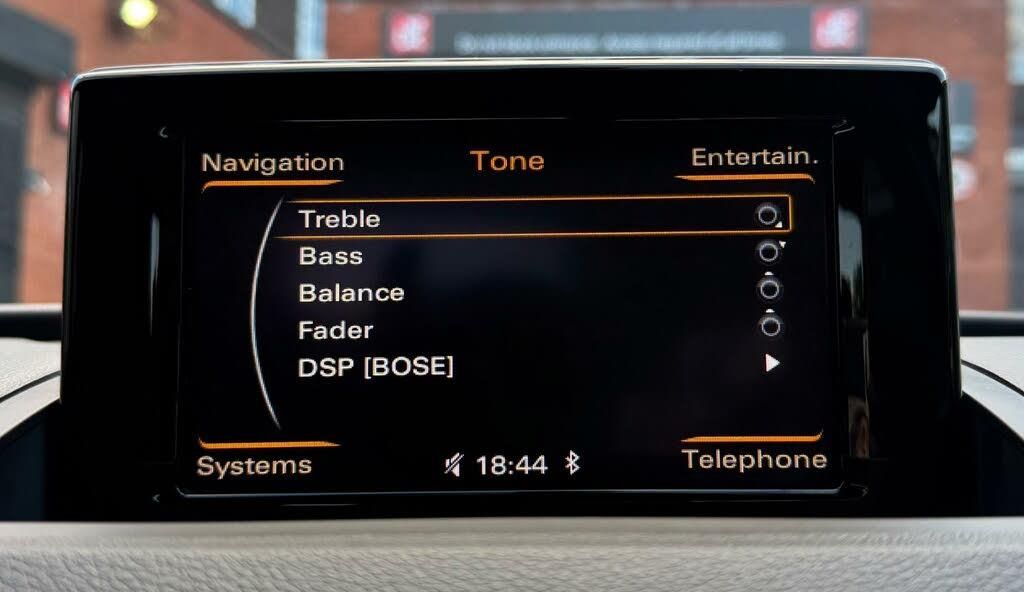 Navigation
Tone
Entertain.
Treble
Bass
Balance
Fader
DSP [BOSE]
Systems
18:44
Telephone